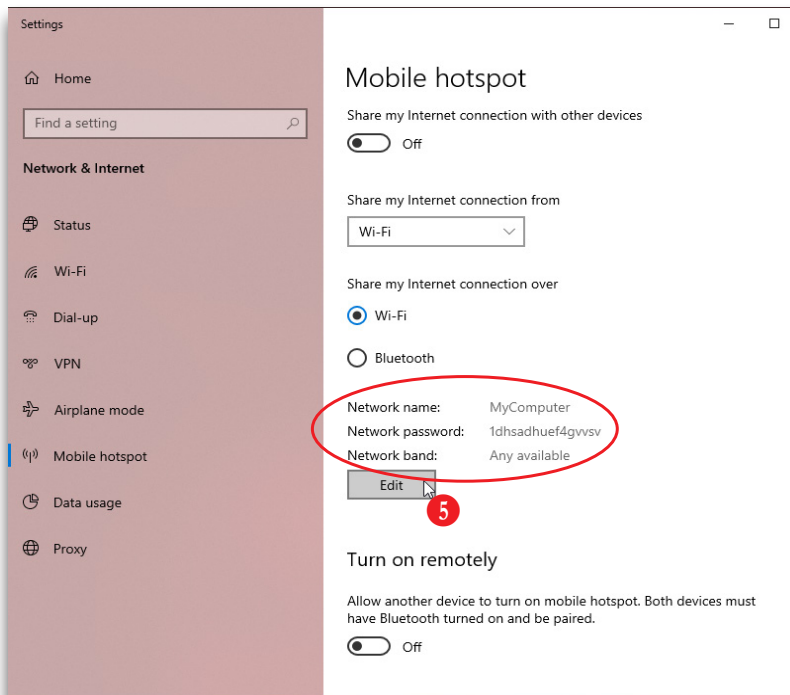 Settings
Home
Find a setting
Network & Internet
Status
Wi-Fi
Dial-up
VPN
Airplane mode
Mobile hotspot
Data usage
Proxy
Mobile hotspot
Share my Internet connection with other devices
Off
Share my Internet connection from
Wi-Fi
Share my Internet connection over
Wi-Fi
Bluetooth
Network name: MyComputer
Network password: 1dhsadhuef4gvvsv
Network band: Any available
Edit
5
Turn on remotely
Allow another device to turn on mobile hotspot. Both devices must
have Bluetooth turned on and be paired.
Off